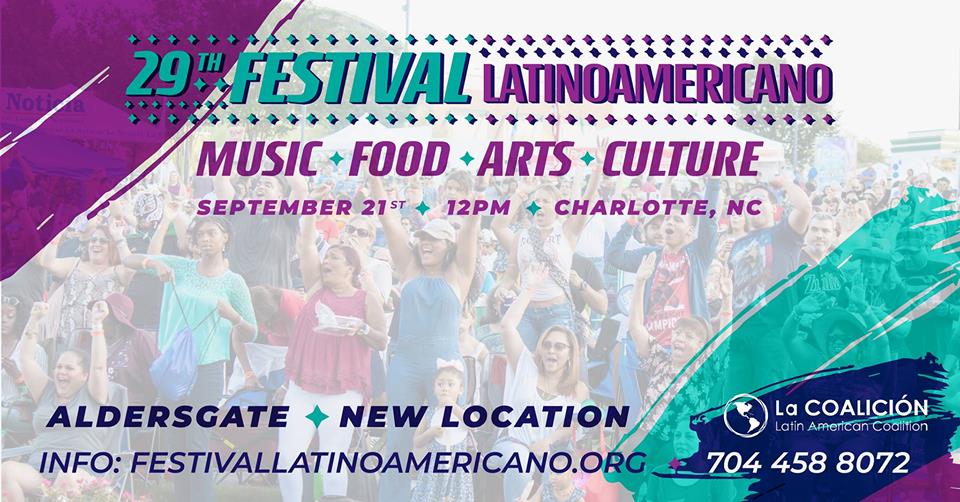 29TH FESTIVAL LATINOAMERICANO
MUSIC FOOD ARTS CULTURE
SEPTEMBER 21ST 12PM CHARLOTTE, NC
Noticia
ALDERSGATE NEW LOCATION
INFO: FESTIVALLATINOAMERICANO.ORG
La COALICIÓN
Latin American Coalition
704 458 8072